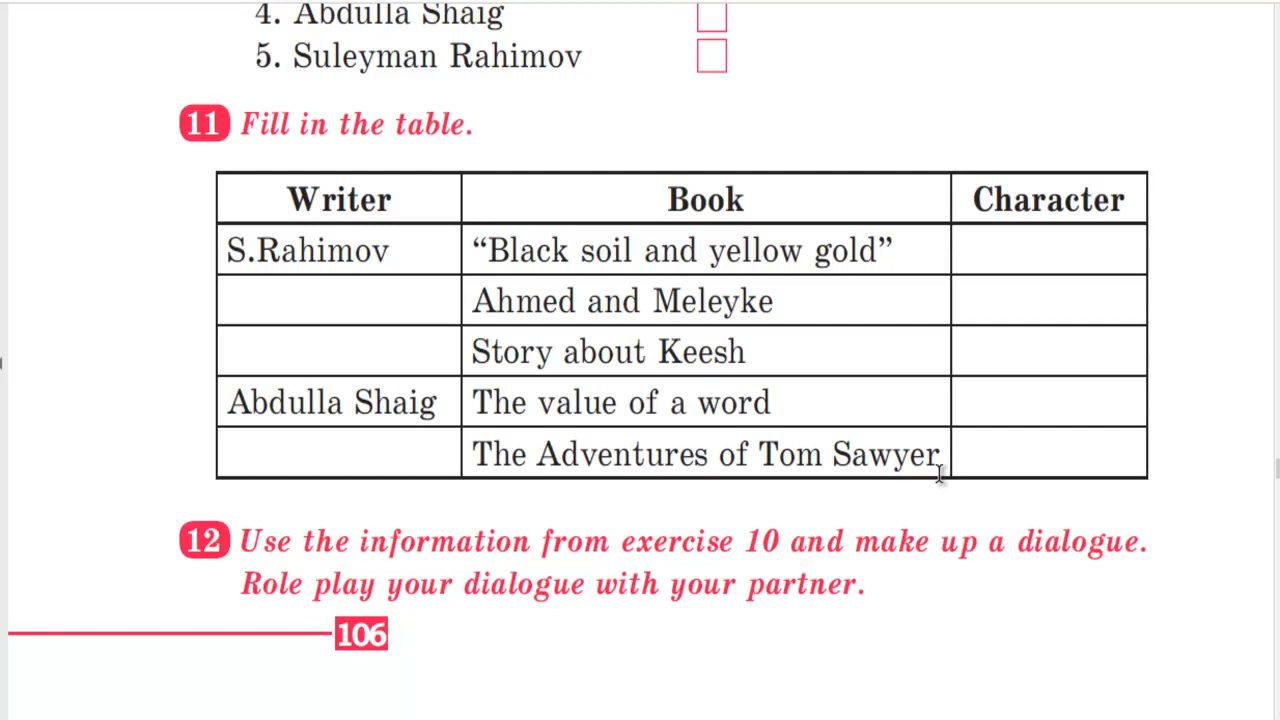 4. Abdulla Shaig
5. Suleyman Rahimov
11 Fill in the table.
Writer Book Character
S.Rahimov “Black soil and yellow gold”
Ahmed and Meleyke
Story about Keesh
Abdulla Shaig The value of a word
The Adventures of Tom Sawyer
12 Use the information from exercise 10 and make up a dialogue.
Role play your dialogue with your partner.
106